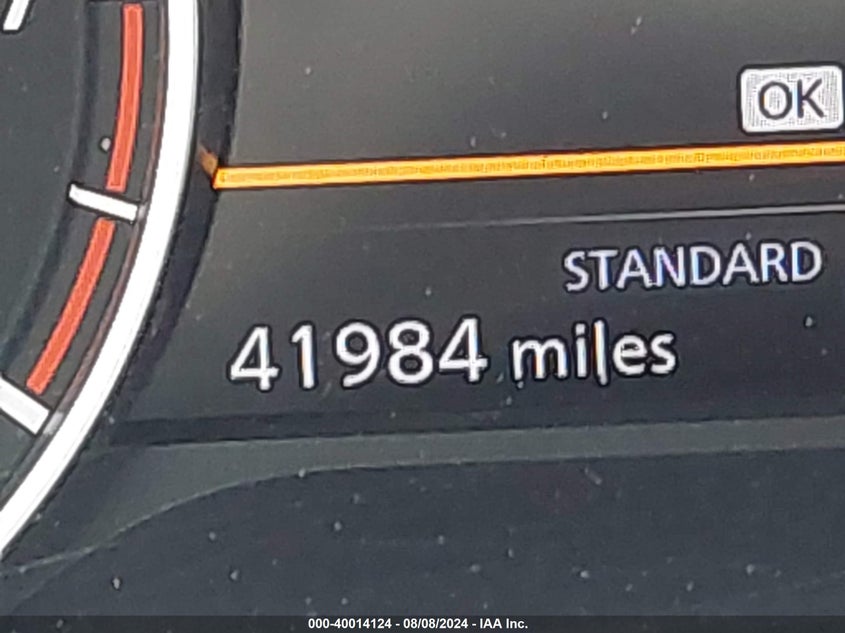 OK
STANDARD
41984 miles
000-40014124 - 08/08/2024 - IAA Inc.